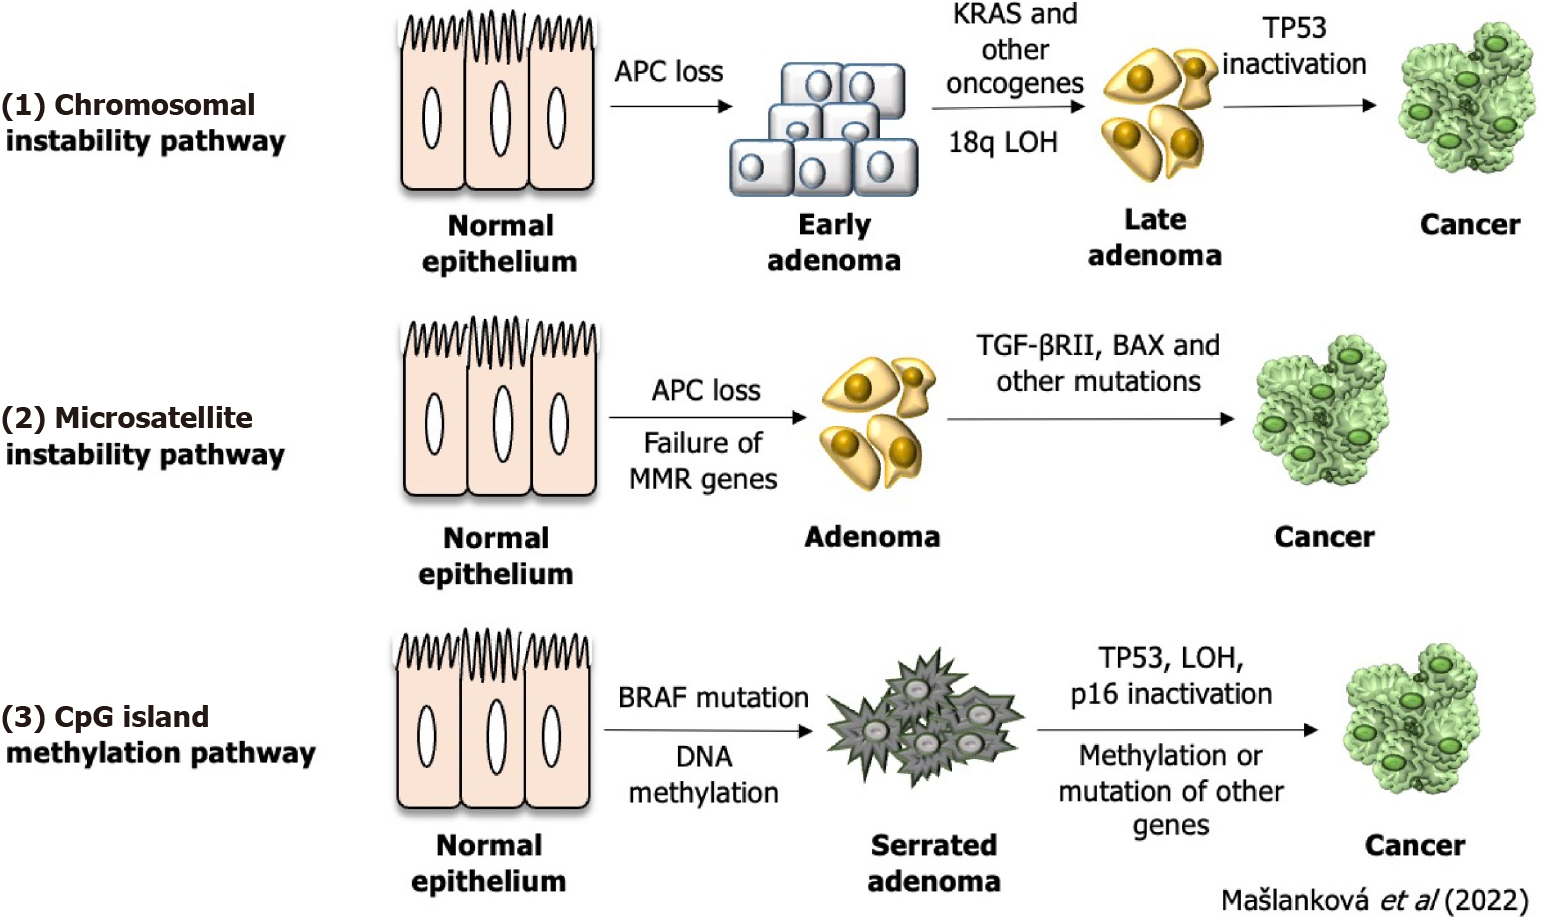 (1) Chromosomal
instability pathway
APC loss
KRAS and
other
oncogenes
18q LOH
TP53
inactivation
Normal
epithelium
Early
adenoma
Late
adenoma
Cancer
(2) Microsatellite
instability pathway
APC loss
Failure of
MMR genes
TGF-βRII, BAX and
other mutations
Normal
epithelium
Adenoma
Cancer
(3) CpG island
methylation pathway
BRAF mutation
DNA
methylation
TP53, LOH,
p16 inactivation
Methylation or
mutation of other
genes
Normal
epithelium
Serrated
adenoma
Cancer
Mašlanková et al (2022)